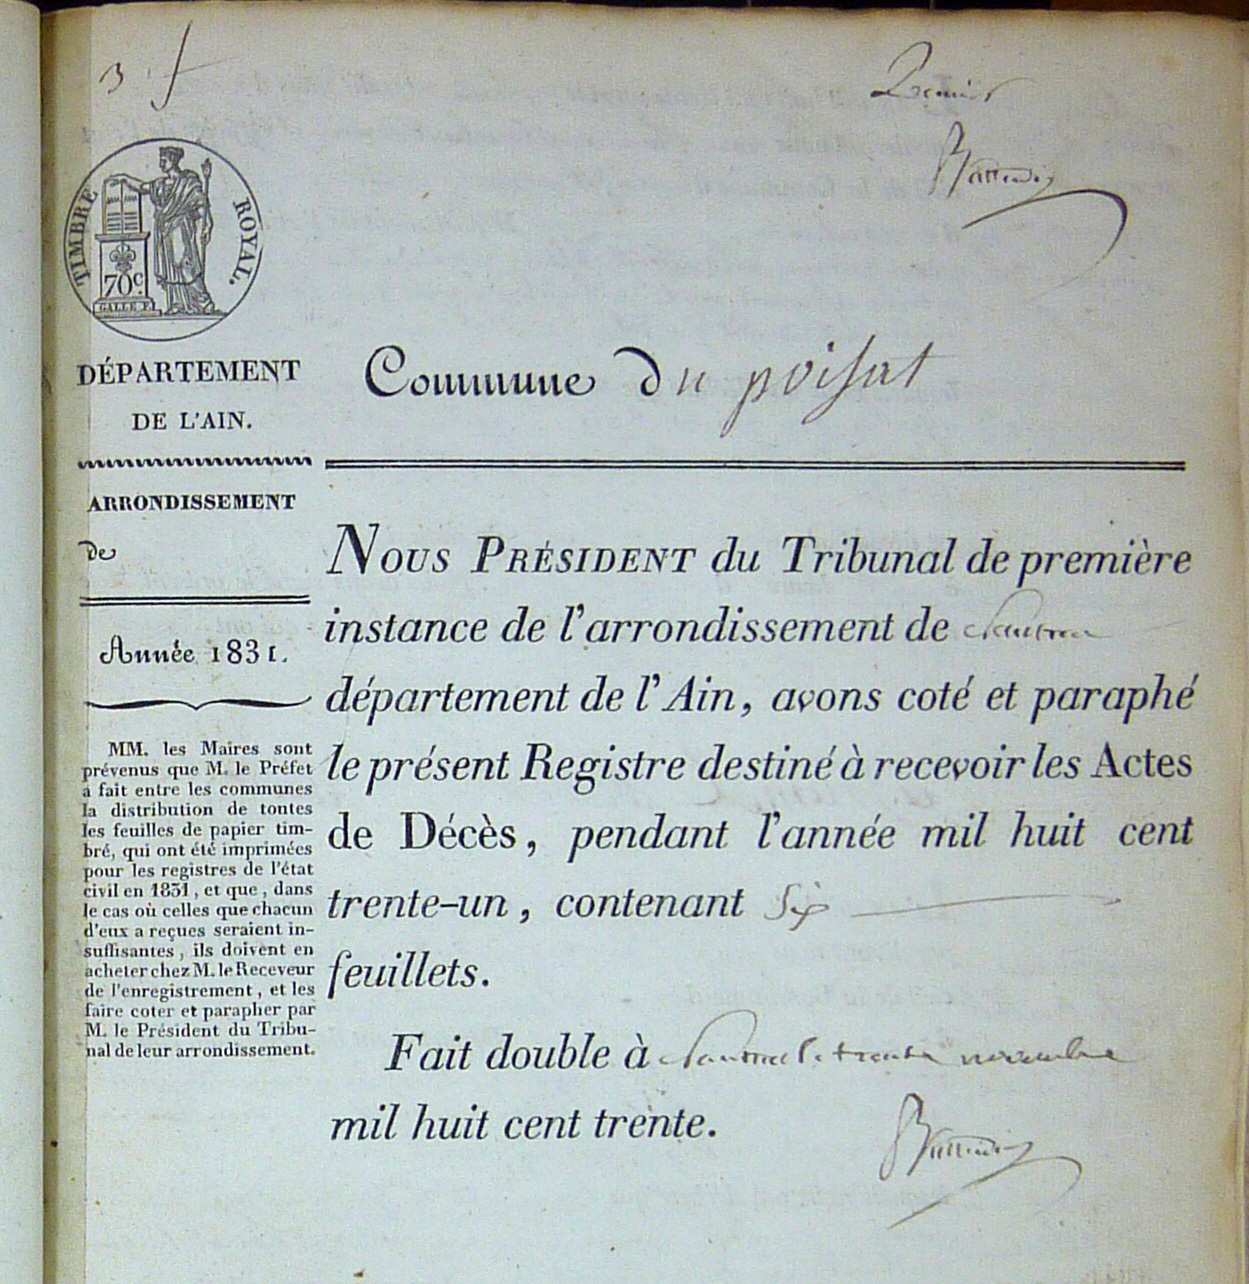 3 f
Premier
TIMBRE ROYAL.
70c.
GALLE F.
DÉPARTEMENT
DE L'AIN.
Commune Du poisat
ARRONDISSEMENT
de
Année 1831.
MM. les Maires sont
prévenus que M. le Préfet
a fait entre les communes
la distribution de toutes
les feuilles de papier tim-
bré, qui ont été imprimées
pour les registres de l'état
civil en 1831, et que, dans
le cas où celles que chacun
d'eux a reçues seraient in-
suffisantes, ils doivent en
acheter chez M. le Receveur
de l'enregistrement, et les
faire coter et parapher par
M. le Président du Tribu-
nal de leur arrondissement.
NOUS PRÉSIDENT du Tribunal de première
instance de l'arrondissement de Nantua
département de l'Ain, avons coté et paraphé
le présent Registre destiné à recevoir les Actes
de Décès, pendant l'année mil huit cent
trente-un, contenant Six
feuillets.
Fait double à Nantua le trente novembre
mil huit cent trente.